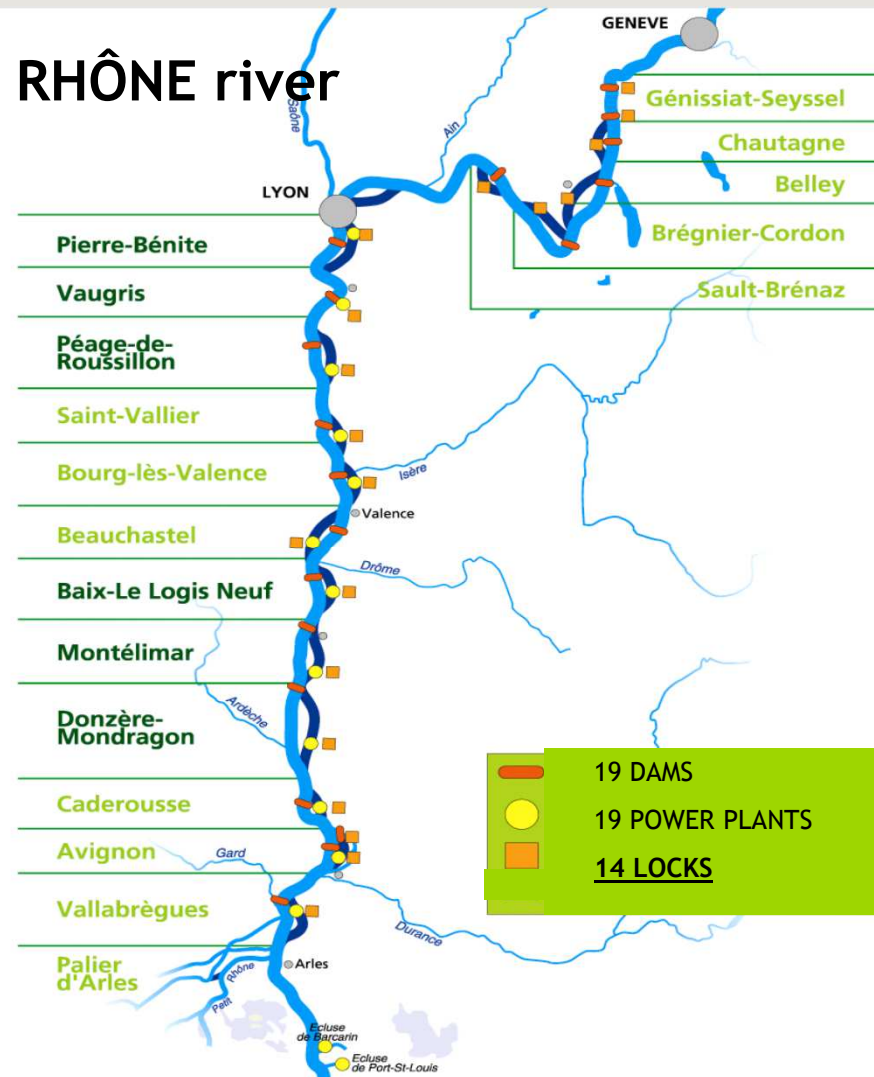 RHÔNE river
GENEVE
Saône
Ain
LYON
Génissiat-Seyssel
Chautagne
Belley
Brégnier-Cordon
Sault-Brénaz
Pierre-Bénite
Vaugris
Péage-de-
Roussillon
Saint-Vallier
Bourg-lès-Valence
Isère
Valence
Beauchastel
Drôme
Baix-Le Logis Neuf
Montélimar
Ardèche
Donzère-
Mondragon
Caderousse
Avignon
Gard
Vallabrègues
Durance
Palier
d'Arles
Petit Rhône
Arles
Ecluse
de Barcarin
Ecluse
de Port-St-Louis
19 DAMS
19 POWER PLANTS
14 LOCKS